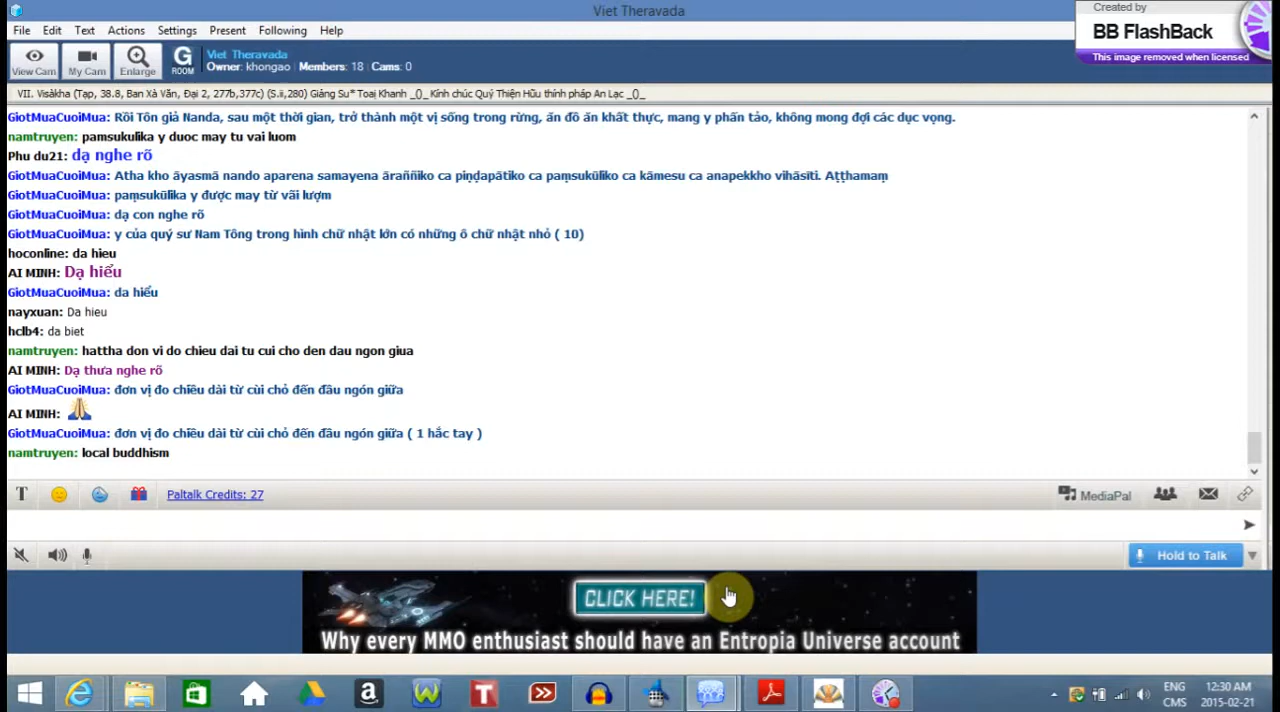 Viet Theravada
Created by
BB FlashBack
This image removed when licensed
File Edit Text Actions Settings Present Following Help
View Cam
My Cam
Enlarge
G
ROOM
Viet Theravada
Owner: khongao : Members: 18 : Cams: 0
VII. Visàkha (Tạp, 38.8, Ban Xà Văn, Đại 2, 277b,377c) (S.ii,280) Giảng Sư* Toại Khanh _()_ Kính chúc Quý Thiện Hữu thính pháp An Lạc _()_
GiotMuaCuoiMua: Rồi Tôn giả Nanda, sau một thời gian, trở thành một vị sống trong rừng, ăn đồ ăn khất thực, mang y phấn tảo, không mong đợi các dục vọng.
namtruyen: pamsukulika y duoc may tu vai luom
Phu du21: dạ nghe rõ
GiotMuaCuoiMua: Atha kho āyasmā nando aparena samayena āraññiko ca piṇḍapātiko ca paṃsukūliko ca kāmesu ca anapekkho vihāsīti. Aṭṭhamaṃ
GiotMuaCuoiMua: paṃsukūlika y được may từ vãi lượm
GiotMuaCuoiMua: dạ con nghe rõ
GiotMuaCuoiMua: y của quý sư Nam Tông trong hình chữ nhật lớn có những ô chữ nhật nhỏ ( 10)
hoconline: da hieu
AI MINH: Dạ hiểu
GiotMuaCuoiMua: da hiểu
nayxuan: Da hieu
hclb4: da biet
namtruyen: hattha don vi do chieu dai tu cui cho den dau ngon giua
AI MINH: Dạ thưa nghe rõ
GiotMuaCuoiMua: đơn vị đo chiều dài từ cùi chỏ đến đầu ngón giữa
AI MINH:
GiotMuaCuoiMua: đơn vị đo chiều dài từ cùi chỏ đến đầu ngón giữa ( 1 hắc tay )
namtruyen: local buddhism
T
Paltalk Credits: 27
MediaPal
Hold to Talk
CLICK HERE!
Why every MMO enthusiast should have an Entropia Universe account
ENG
CMS
12:30 AM
2015-02-21